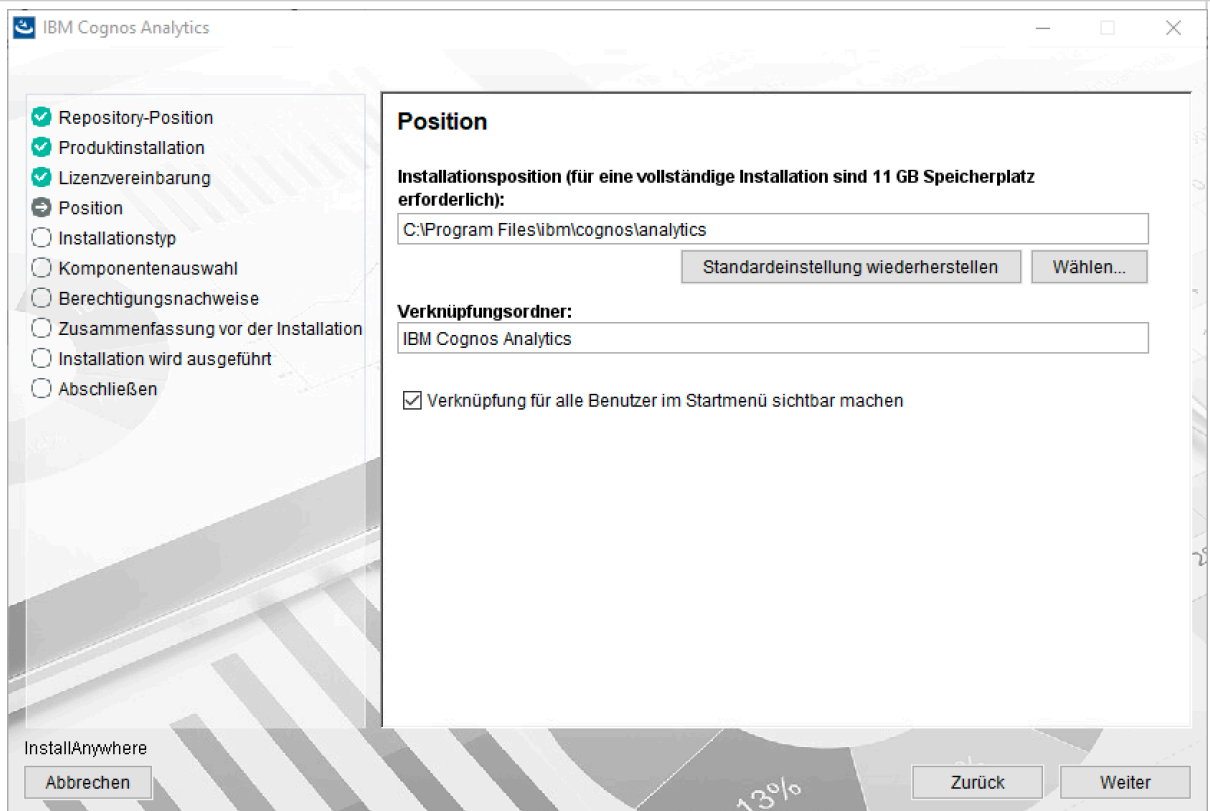 IBM Cognos Analytics
Repository-Position
Produktinstallation
Lizenzvereinbarung
Position
Installationstyp
Komponentenauswahl
Berechtigungsnachweise
Zusammenfassung vor der Installation
Installation wird ausgeführt
Abschließen
Position
Installationsposition (für eine vollständige Installation sind 11 GB Speicherplatz
erforderlich):
C:\Program Files\ibm\cognos\analytics
Standardeinstellung wiederherstellen
Wählen...
Verknüpfungsordner:
IBM Cognos Analytics
Verknüpfung für alle Benutzer im Startmenü sichtbar machen
InstallAnywhere
Abbrechen
13%
Zurück
Weiter